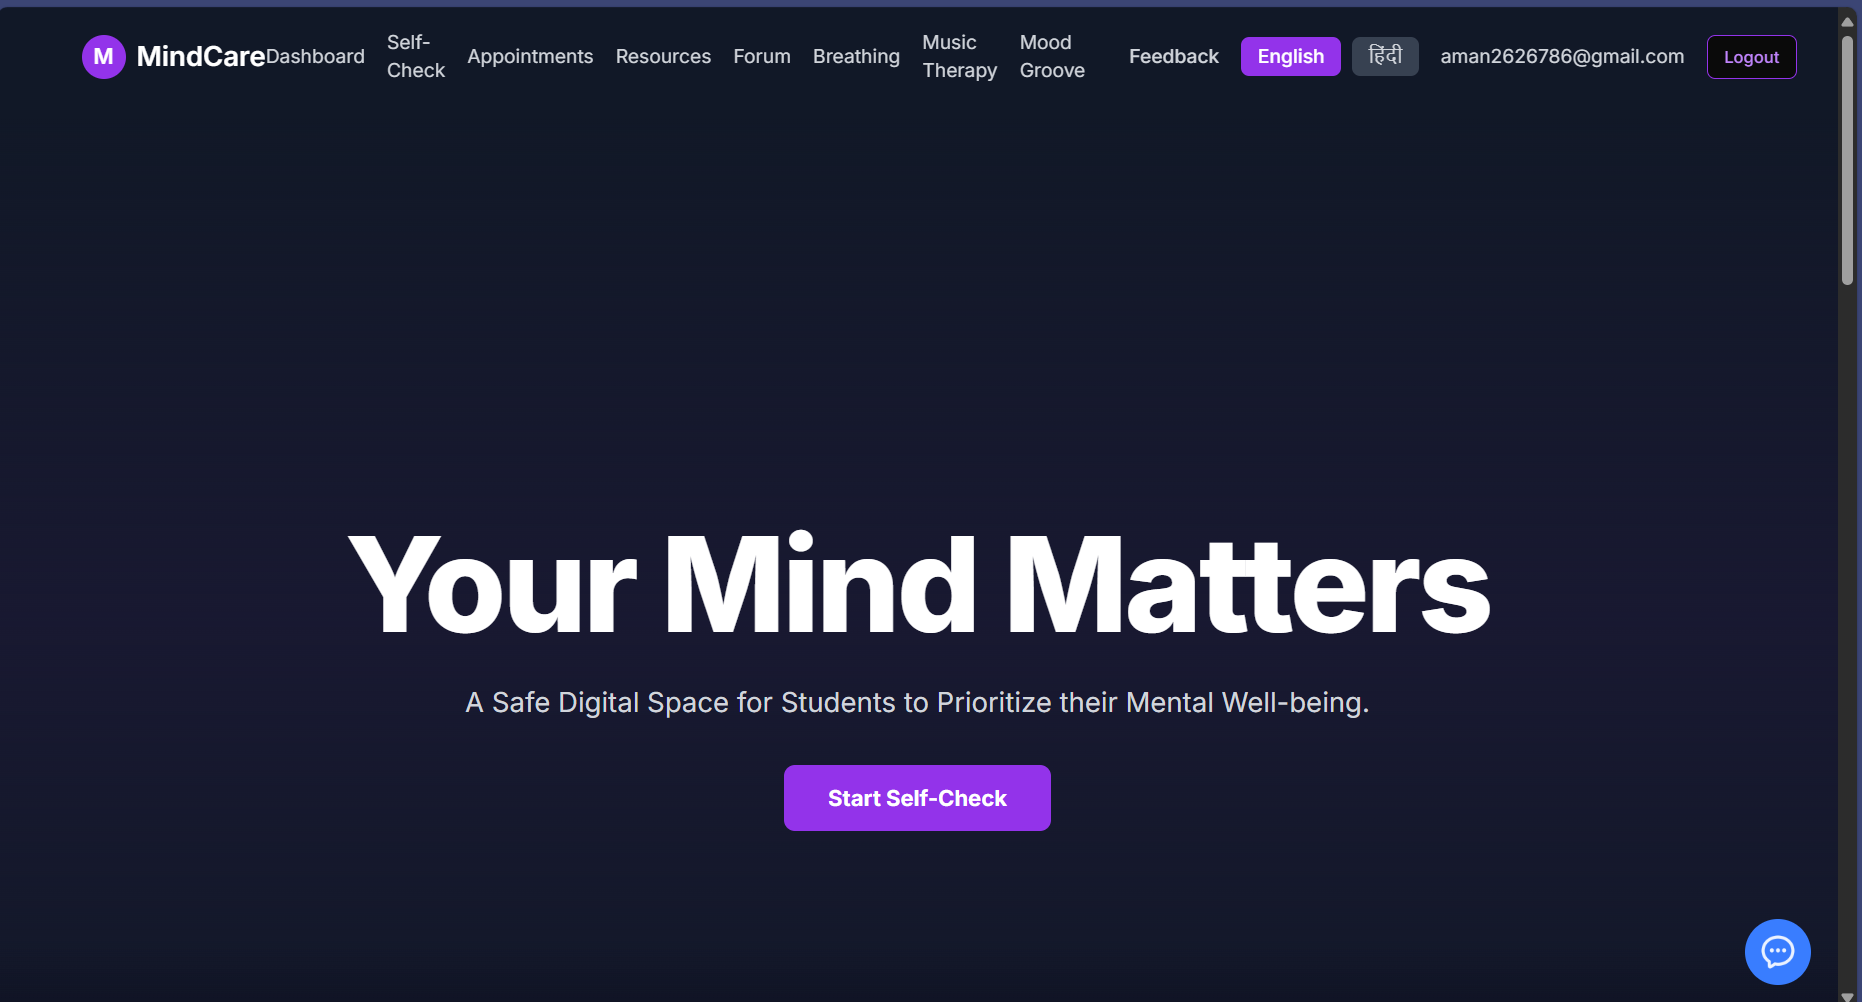 M MindCare Dashboard Self-Check Appointments Resources Forum Breathing Music Therapy Mood Groove Feedback English हिंदी aman2626786@gmail.com Logout
Your Mind Matters
A Safe Digital Space for Students to Prioritize their Mental Well-being.
Start Self-Check